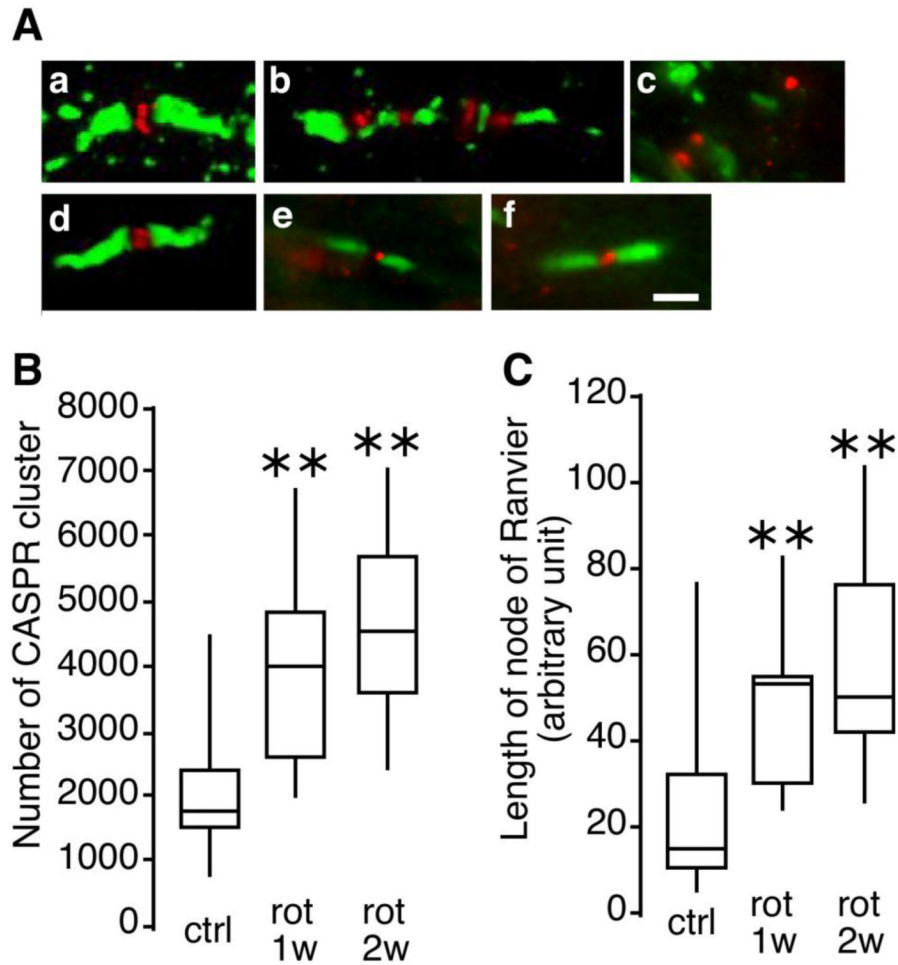 A
a
b
c
d
e
f
B
C
Number of CASPR cluster
8000
7000
6000
5000
4000
3000
2000
1000
0
**
**
ctrl
rot
1w
rot
2w
Length of node of Ranvier
(arbitrary unit)
120
100
80
60
40
20
0
**
**
ctrl
rot
1w
rot
2w